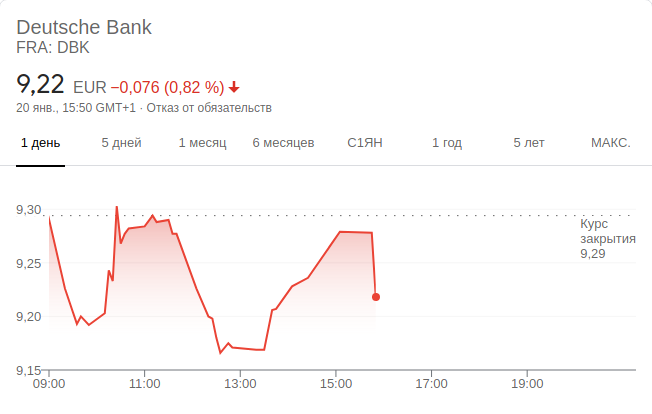 Deutsche Bank
FRA: DBK
9,22 EUR −0,076 (0,82 %)
20 янв., 15:50 GMT+1 · Отказ от обязательств
1 день 5 дней 1 месяц 6 месяцев С1ЯН 1 год 5 лет МАКС.
9,30
Курс
закрытия
9,29
9,25
9,20
9,15
09:00 11:00 13:00 15:00 17:00 19:00